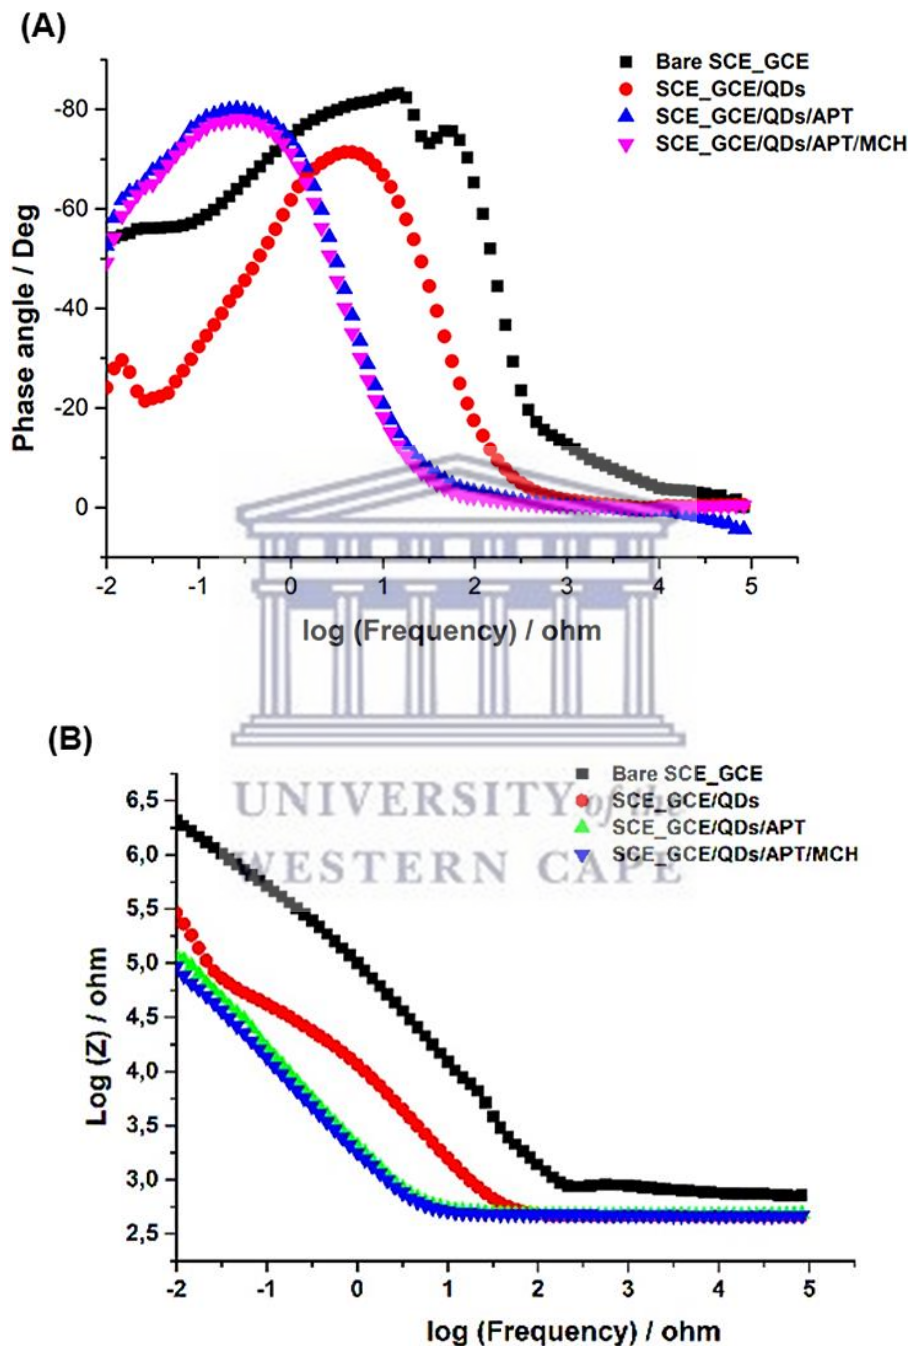 (A)
Bare SCE_GCE
SCE_GCE/QDs
SCE_GCE/QDs/APT
SCE_GCE/QDs/APT/MCH
Phase angle / Deg
-80
-60
-40
-20
0
-2 -1 0 1 2 3 4 5
log (Frequency) / ohm
(B)
Bare SCE_GCE
SCE_GCE/QDs
SCE_GCE/QDs/APT
SCE_GCE/QDs/APT/MCH
UNIVERSITY of the
WESTERN CAPE
Log (Z) / ohm
6,5
6,0
5,5
5,0
4,5
4,0
3,5
3,0
2,5
-2 -1 0 1 2 3 4 5
log (Frequency) / ohm